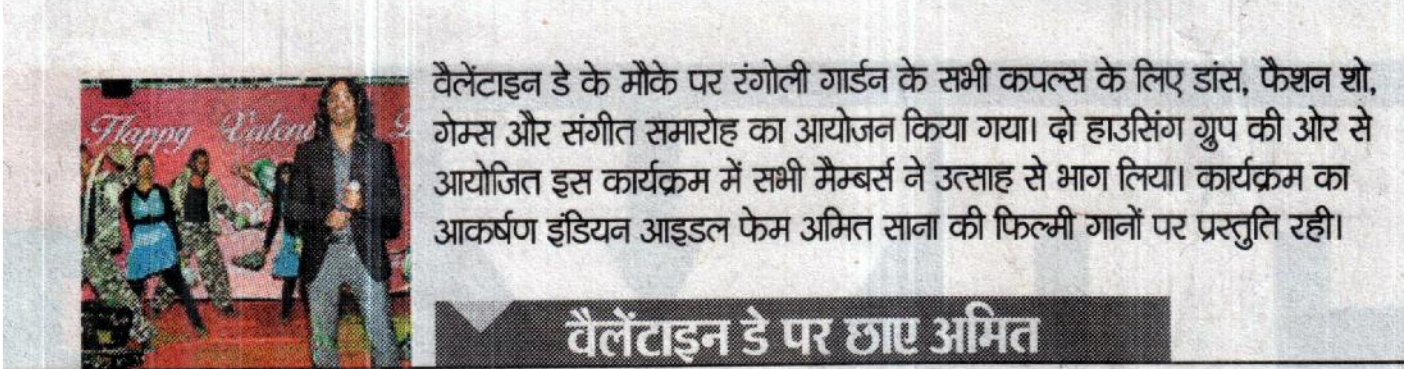 Happy Valent
वैलेंटाइन डे के मौके पर रंगोली गार्डन के सभी कपल्स के लिए डांस, फैशन शो,
गेम्स और संगीत समारोह का आयोजन किया गया। दो हाउसिंग ग्रुप की ओर से
आयोजित इस कार्यक्रम में सभी मैम्बर्स ने उत्साह से भाग लिया। कार्यक्रम का
आकर्षण इंडियन आइडल फेम अमित साना की फिल्मी गानों पर प्रस्तुति रही।
वैलेंटाइन डे पर छाए अमित